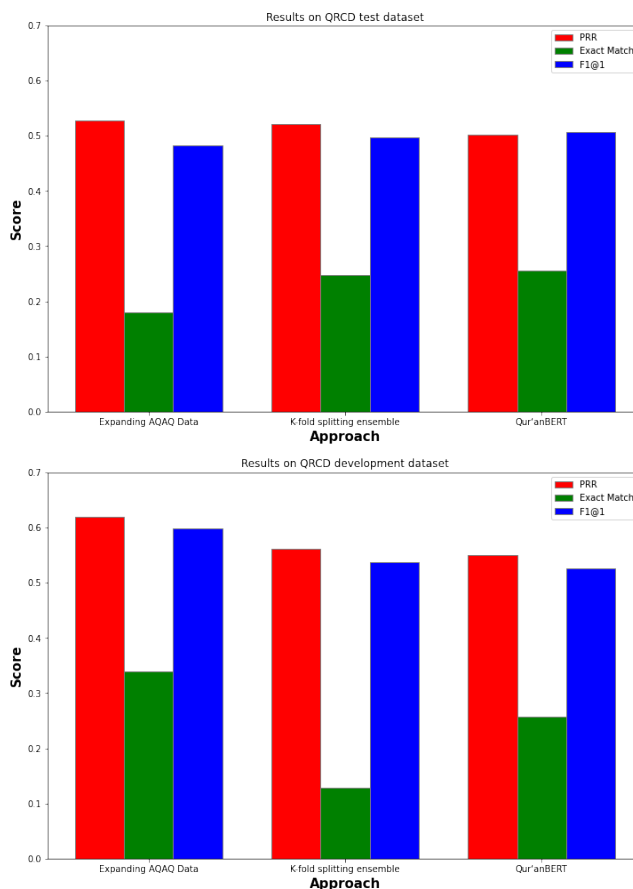 Results on QRCD test dataset
0.7
PRR
Exact Match
F1@1
0.6
0.5
0.4
0.3
0.2
0.1
0.0
Score
Expanding AQAQ Data
K-fold splitting ensemble
Qur'anBERT
Approach
Results on QRCD development dataset
0.7
PRR
Exact Match
F1@1
0.6
0.5
0.4
0.3
0.2
0.1
0.0
Score
Expanding AQAQ Data
K-fold splitting ensemble
Qur'anBERT
Approach